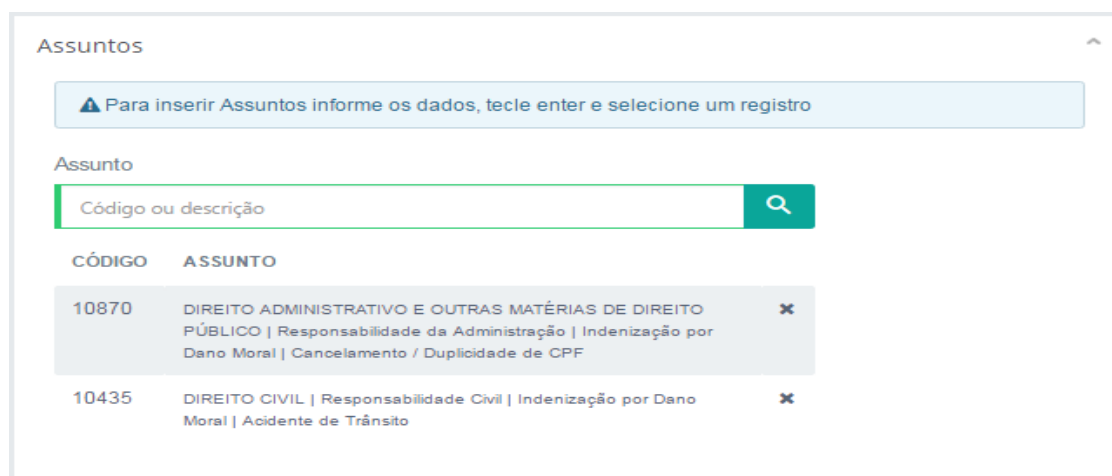 Assuntos
Para inserir Assuntos informe os dados, tecle enter e selecione um registro
Assunto
Código ou descrição
CÓDIGO ASSUNTO
10870 DIREITO ADMINISTRATIVO E OUTRAS MATÉRIAS DE DIREITO
PÚBLICO | Responsabilidade da Administração | Indenização por
Dano Moral | Cancelamento / Duplicidade de CPF
10435 DIREITO CIVIL | Responsabilidade Civil | Indenização por Dano
Moral | Acidente de Trânsito